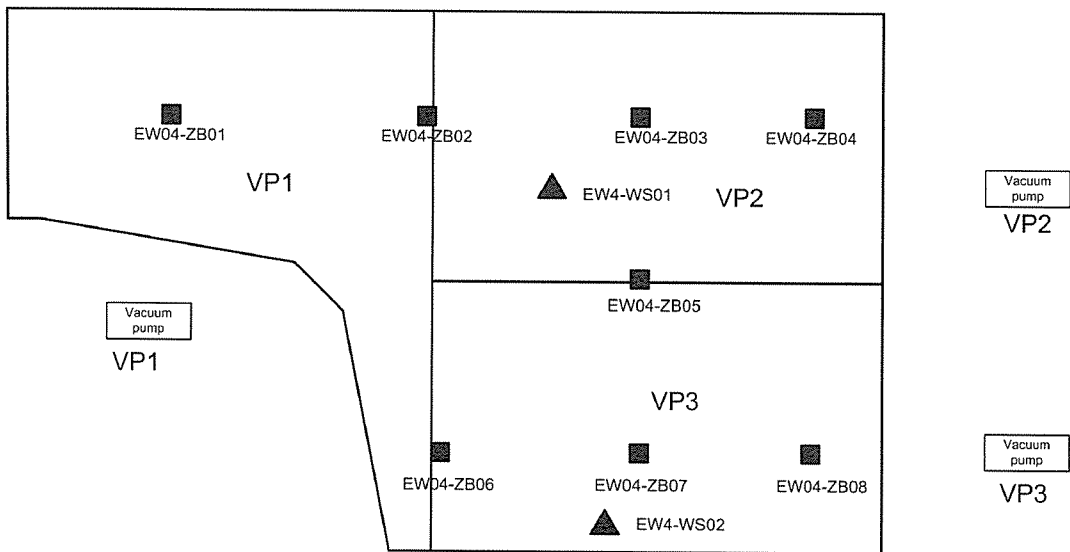 EW04-ZB01
EW04-ZB02
EW04-ZB03
EW04-ZB04
VP1
EW4-WS01
VP2
Vacuum
pump
VP2
EW04-ZB05
Vacuum
pump
VP1
VP3
EW04-ZB06
EW04-ZB07
EW04-ZB08
Vacuum
pump
VP3
EW4-WS02